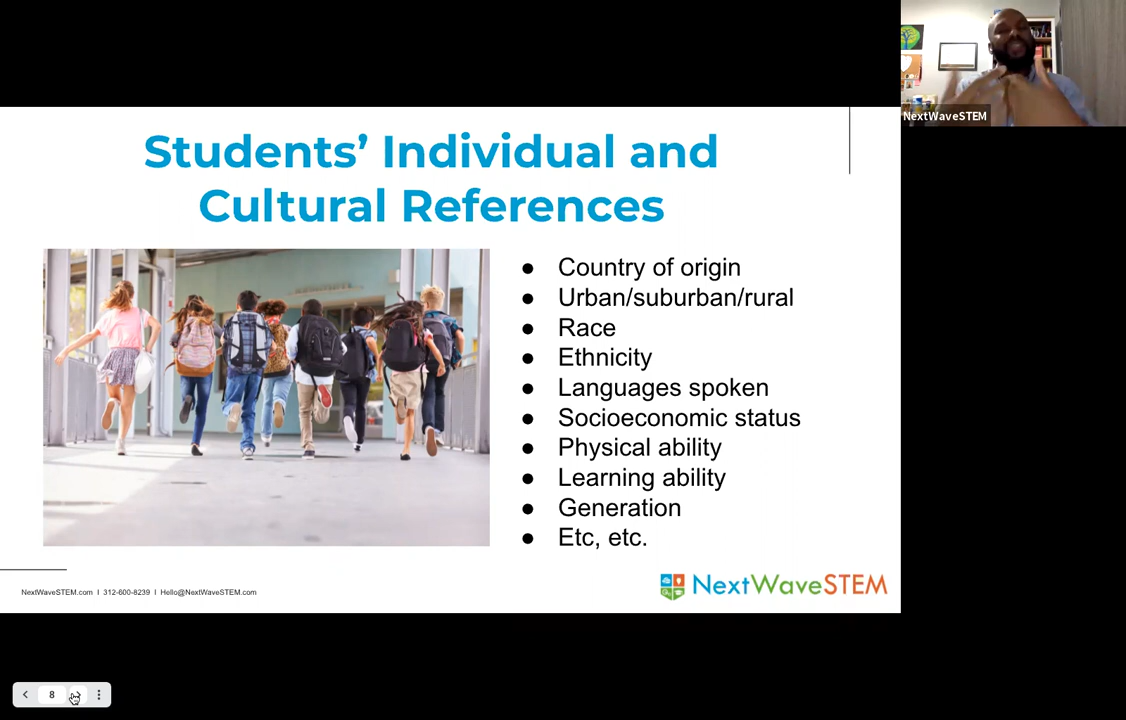 NextWaveSTEM
Students’ Individual and
Cultural References
● Country of origin
● Urban/suburban/rural
● Race
● Ethnicity
● Languages spoken
● Socioeconomic status
● Physical ability
● Learning ability
● Generation
● Etc, etc.
NextWaveSTEM.com I 312-600-8239 I Hello@NextWaveSTEM.com
NextWaveSTEM
8